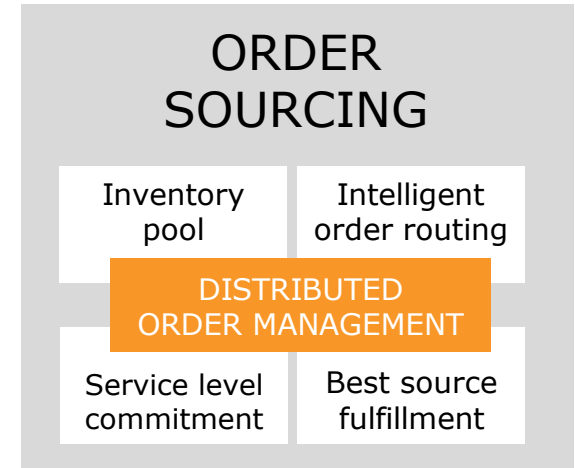 ORDER
SOURCING
Inventory
pool
Intelligent
order routing
DISTRIBUTED
ORDER MANAGEMENT
Service level
commitment
Best source
fulfillment